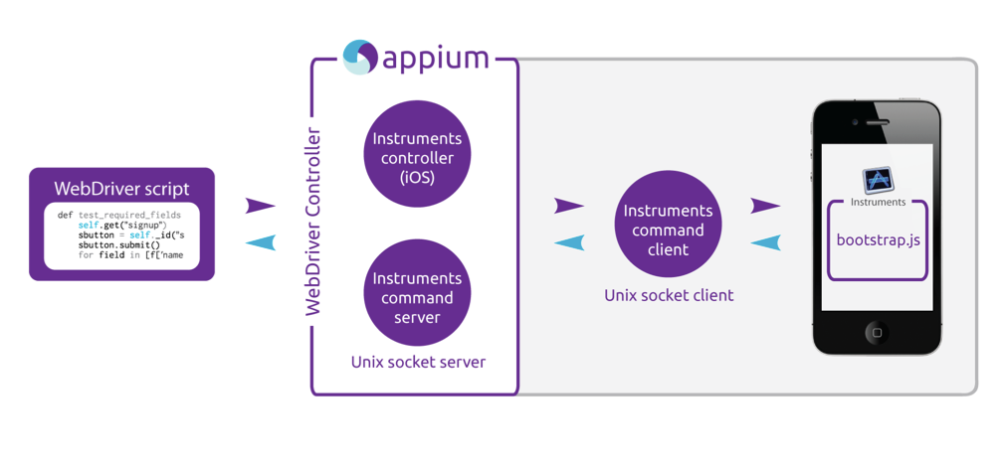 appium
WebDriver script
def test_required_fields
self.get("signup")
sbutton = self._id("s
sbutton.submit()
for field in [f['name
WebDriver Controller
Instruments
controller
(iOS)
Instruments
command
server
Unix socket server
Instruments
command
client
Unix socket client
Instruments
bootstrap.js